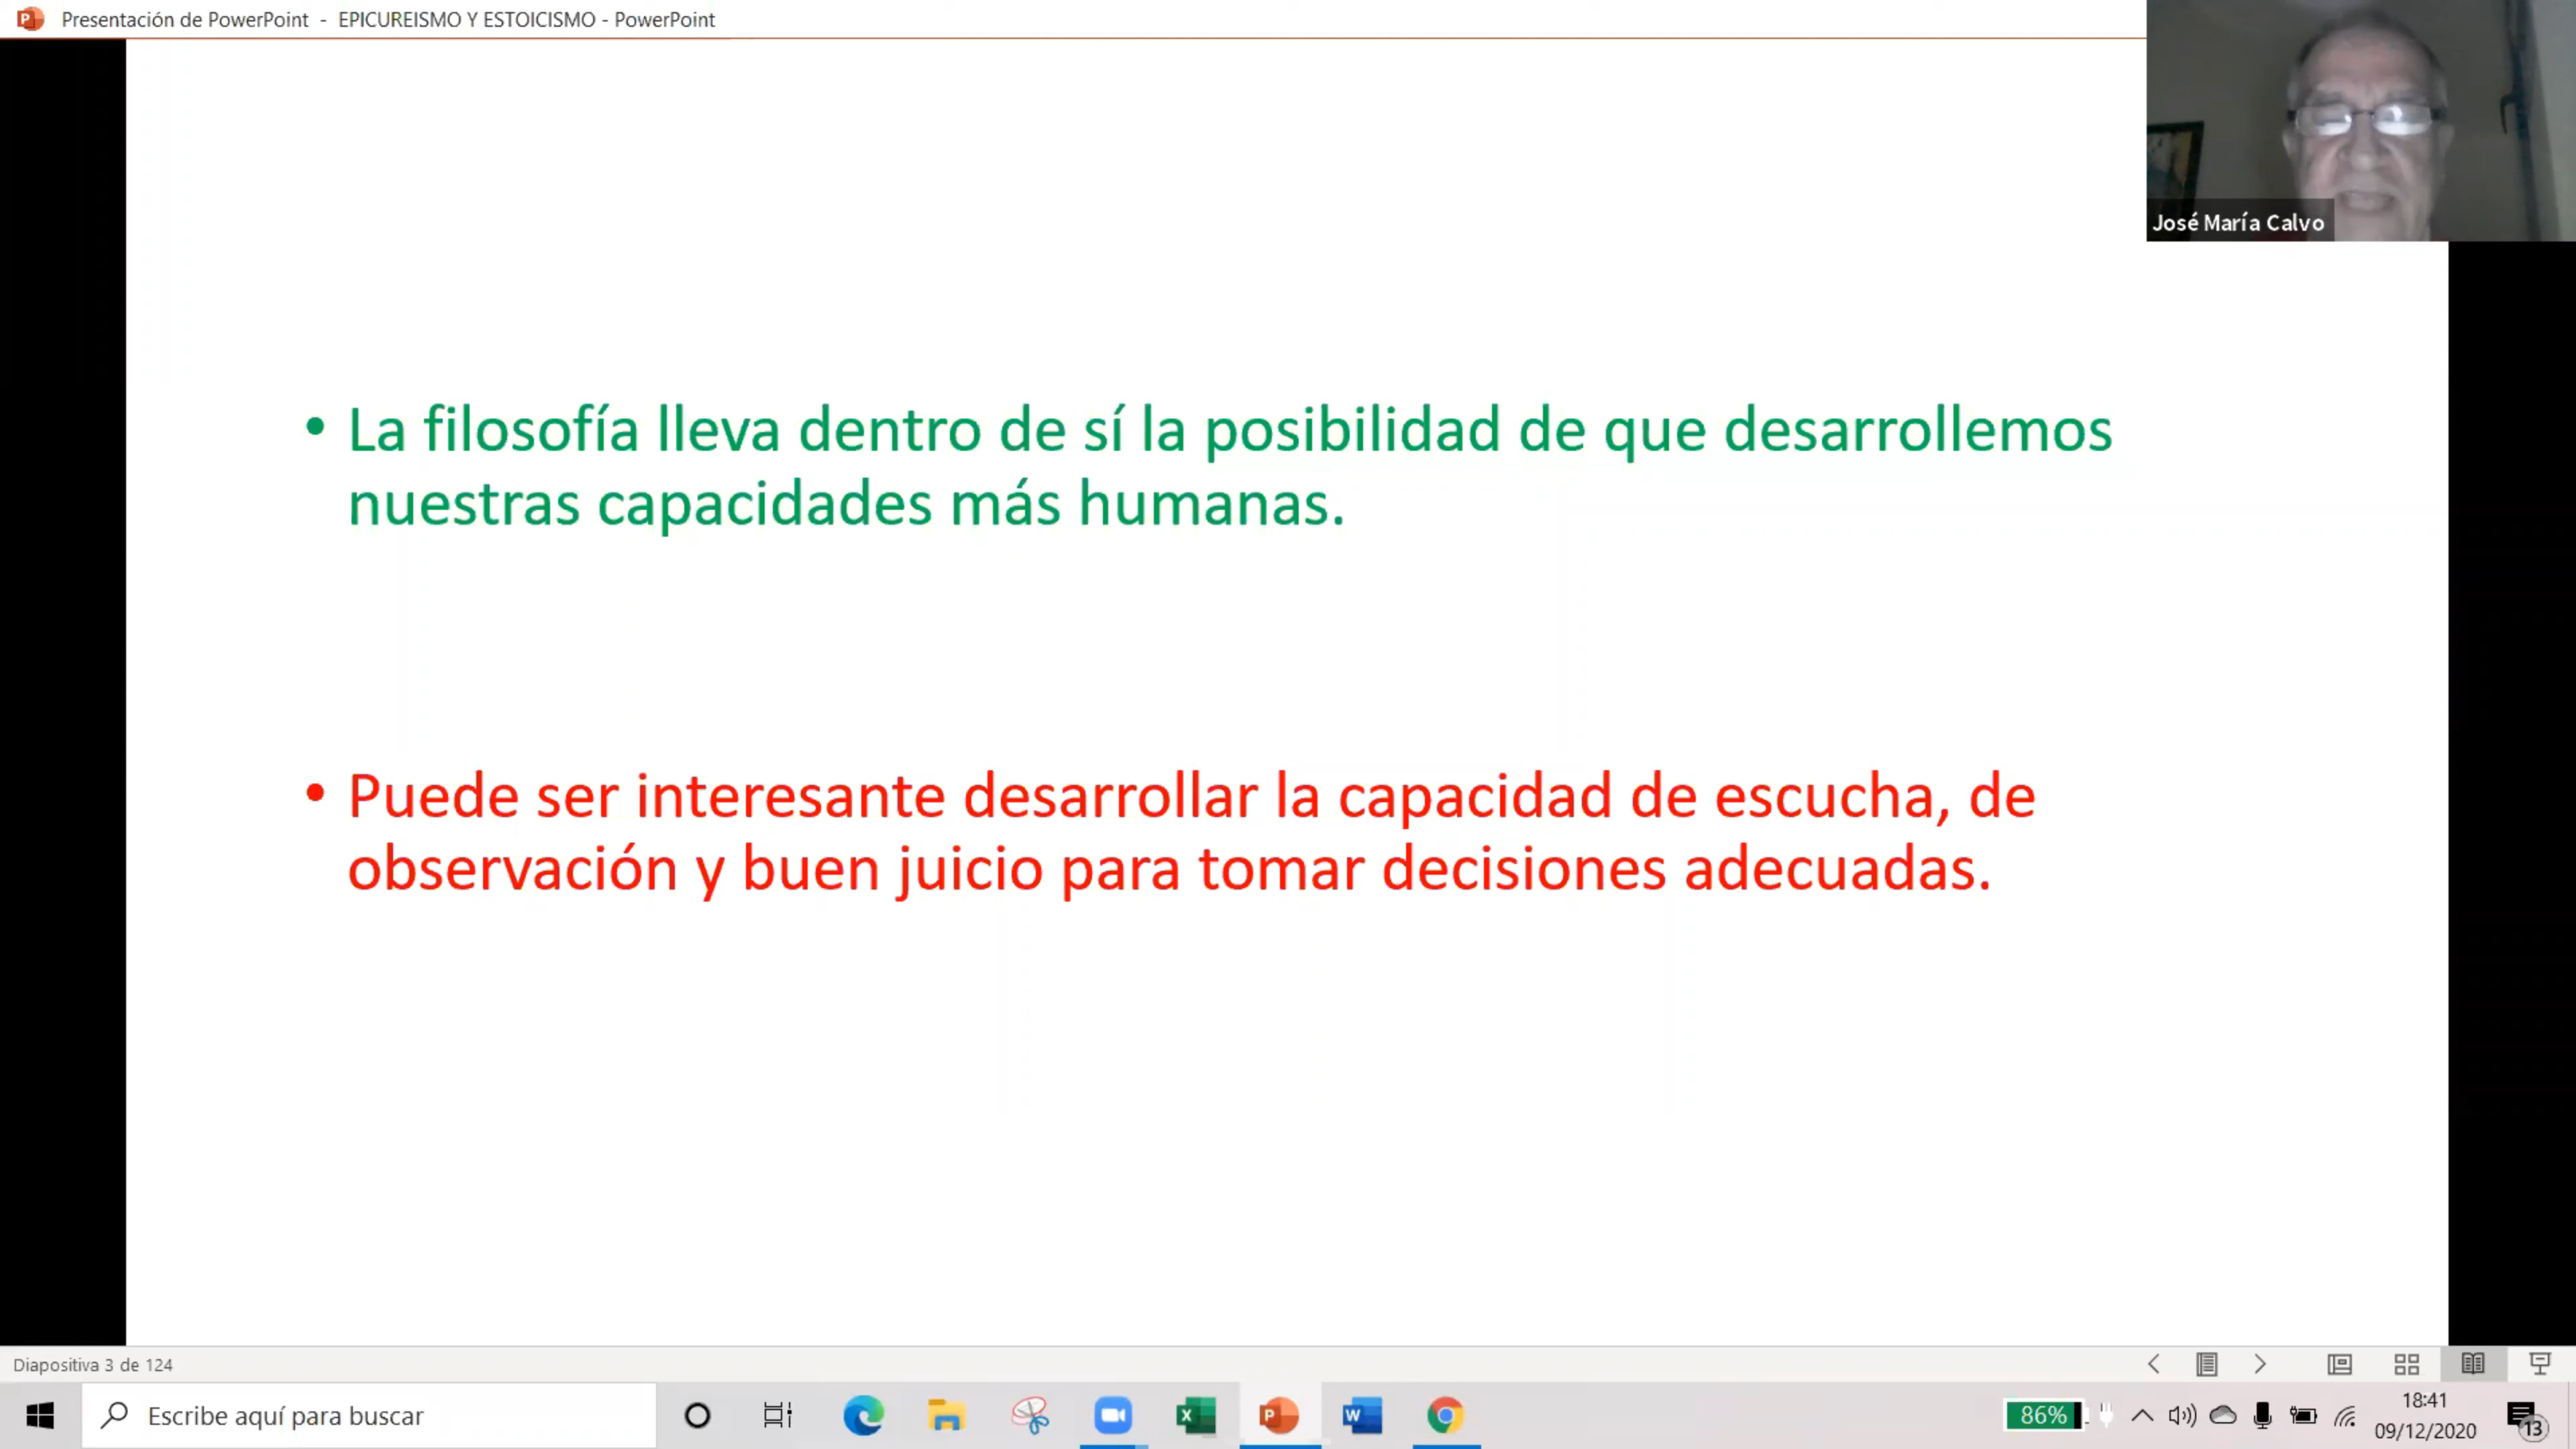 Presentación de PowerPoint - EPICUREISMO Y ESTOICISMO - PowerPoint
José María Calvo
• La filosofía lleva dentro de sí la posibilidad de que desarrollemos
nuestras capacidades más humanas.
• Puede ser interesante desarrollar la capacidad de escucha, de
observación y buen juicio para tomar decisiones adecuadas.
Diapositiva 3 de 124
Escribe aquí para buscar
86%
18:41
09/12/2020
13